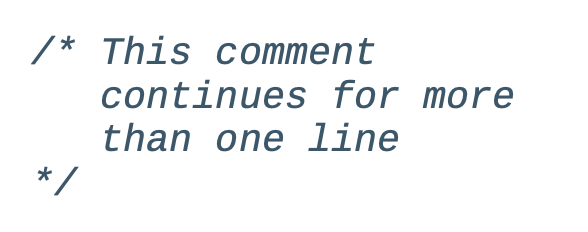 /* This comment
   continues for more
   than one line
*/